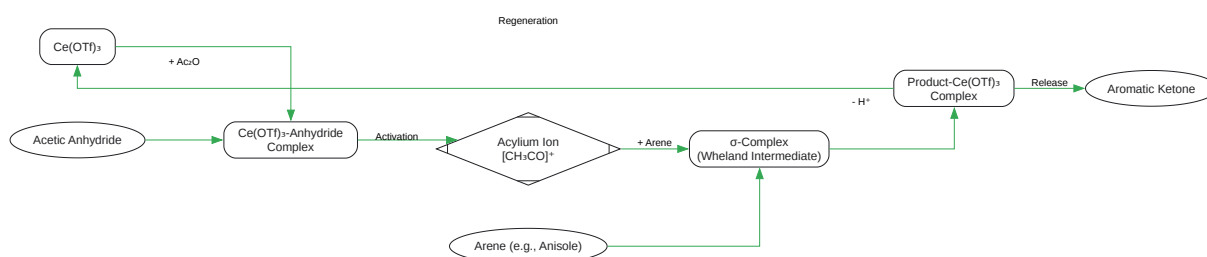 Regeneration
Ce(OTf)₃
+ Ac₂O
Product-Ce(OTf)₃
Complex
Release
Aromatic Ketone
- H⁺
Acetic Anhydride
Ce(OTf)₃-Anhydride
Complex
Activation
Acylium Ion
[CH₃CO]⁺
+ Arene
σ-Complex
(Wheland Intermediate)
Arene (e.g., Anisole)